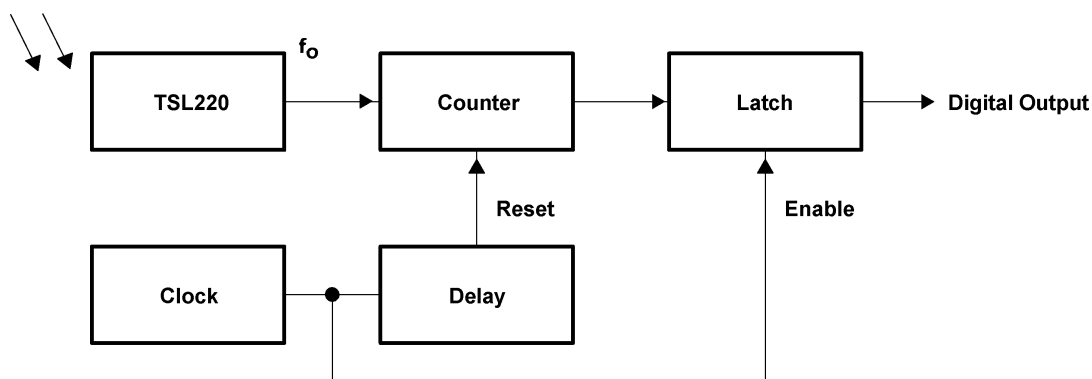 fO
TSL220
Counter
Latch
Digital Output
Reset
Enable
Clock
Delay